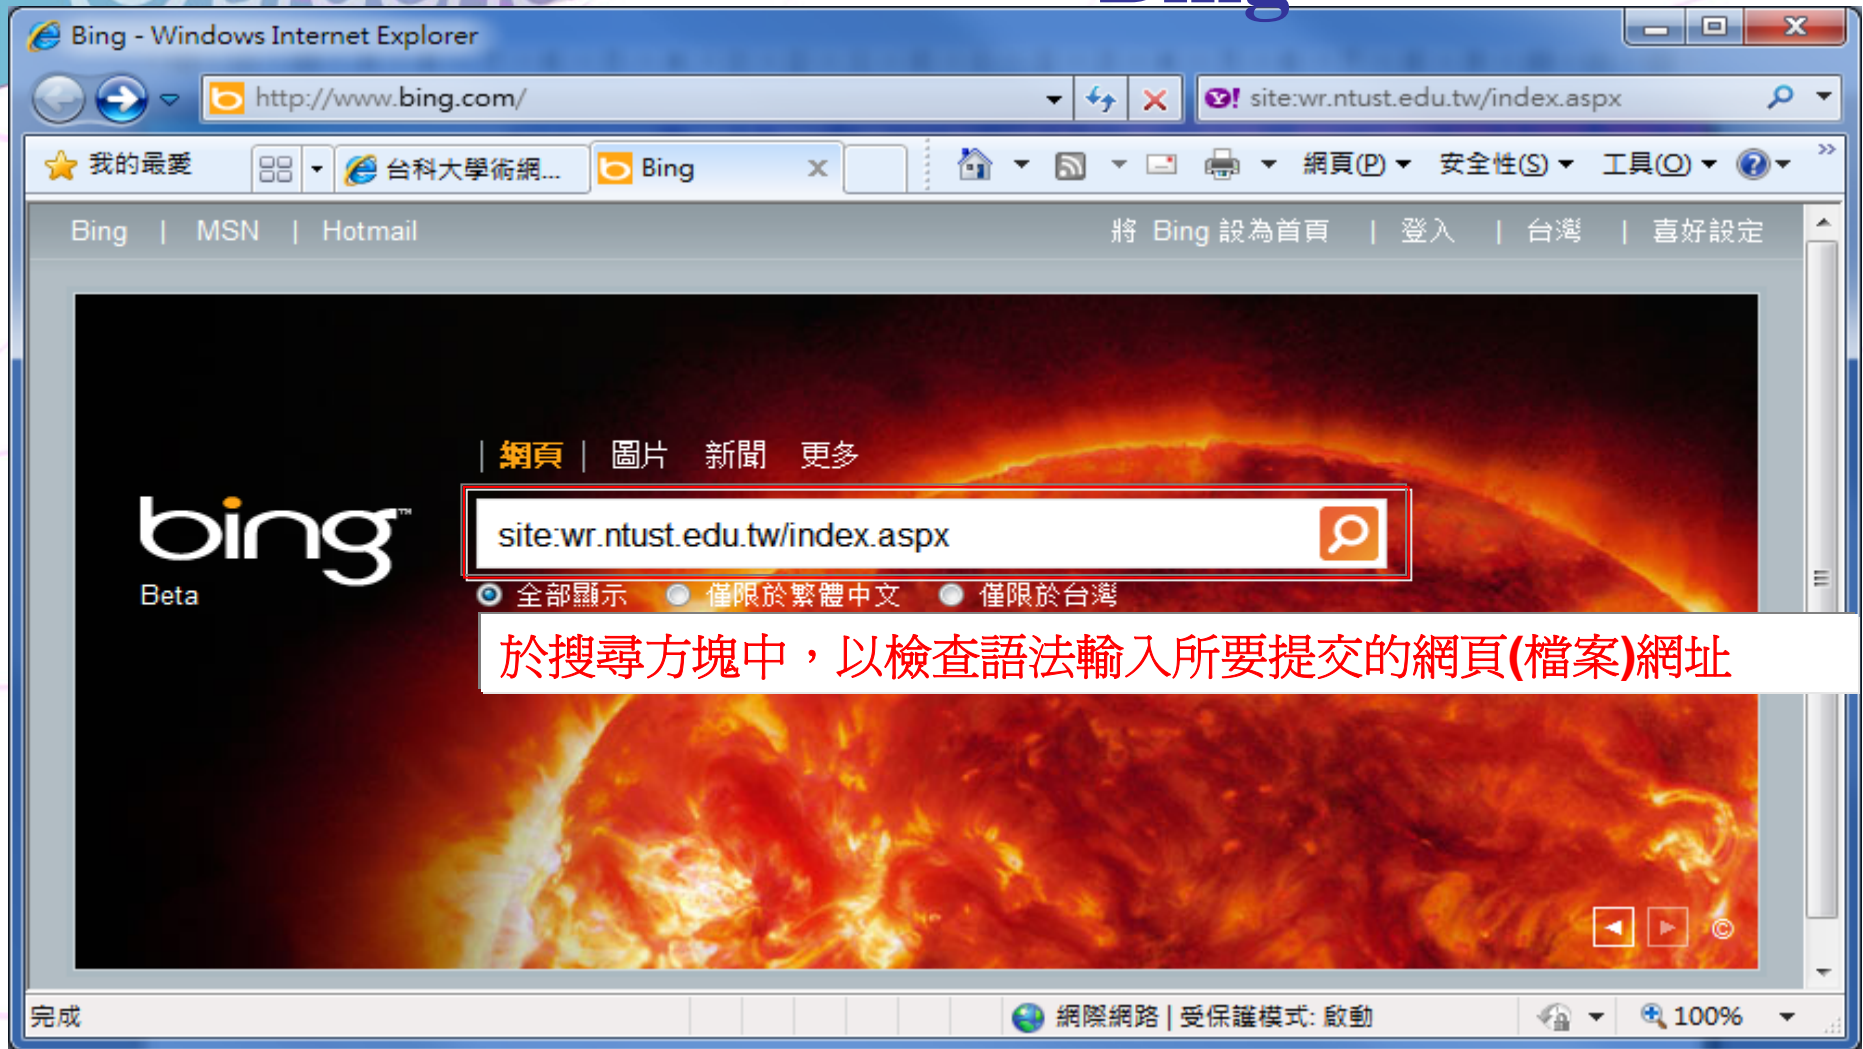 Bing
Bing - Windows Internet Explorer
http://www.bing.com/
site:wr.ntust.edu.tw/index.aspx
我的最愛
台科大學術網...
Bing
網頁(P)
安全性(S)
工具(O)
Bing | MSN | Hotmail
將 Bing 設為首頁 | 登入 | 台灣 | 喜好設定
| 網頁 | 圖片 新聞 更多
bing™
Beta
site:wr.ntust.edu.tw/index.aspx
全部顯示 僅限於繁體中文 僅限於台灣
於搜尋方塊中，以檢查語法輸入所要提交的網頁(檔案)網址
©
完成
網際網路 | 受保護模式: 啟動
100%